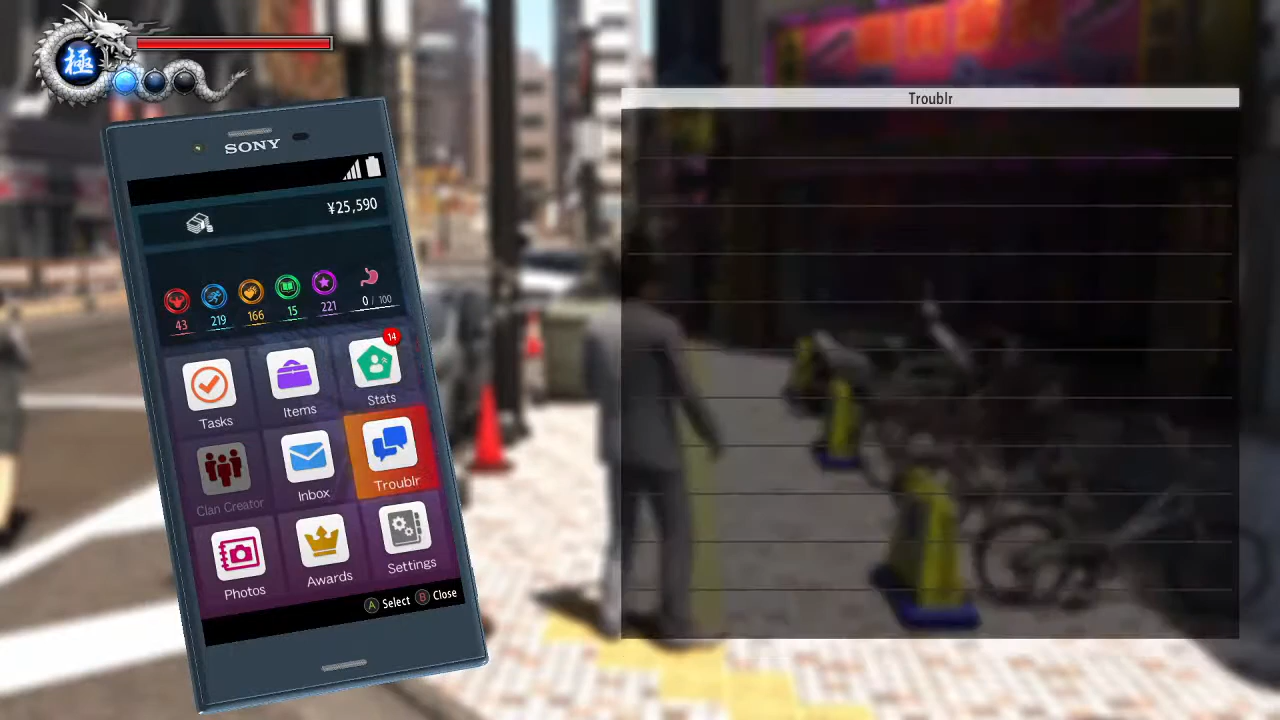 極
Troublr
SONY
¥25,590
43
219
166
15
221
0 / 100
14
Tasks
Items
Stats
Clan Creator
Inbox
Troublr
Photos
Awards
Settings
A Select B Close